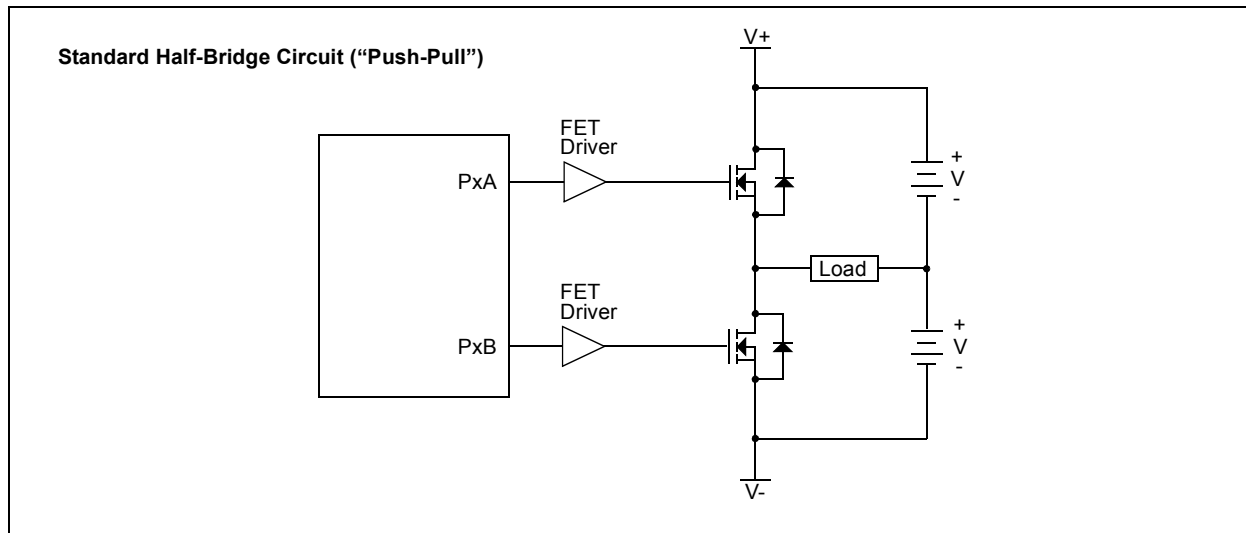 Standard Half-Bridge Circuit (“Push-Pull”)
V+
FET
Driver
PxA
+
V
-
Load
FET
Driver
PxB
+
V
-
V-